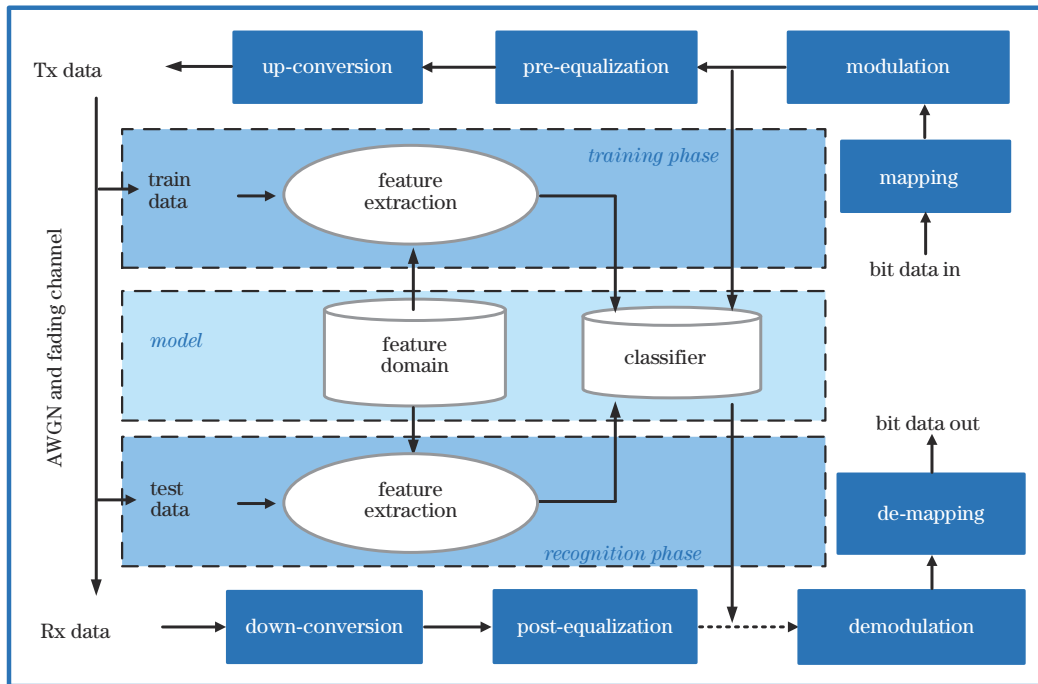 Tx data
up-conversion
pre-equalization
modulation
training phase
train
data
feature
extraction
mapping
bit data in
AWGN and fading channel
model
feature
domain
classifier
bit data out
test
data
feature
extraction
de-mapping
recognition phase
Rx data
down-conversion
post-equalization
demodulation